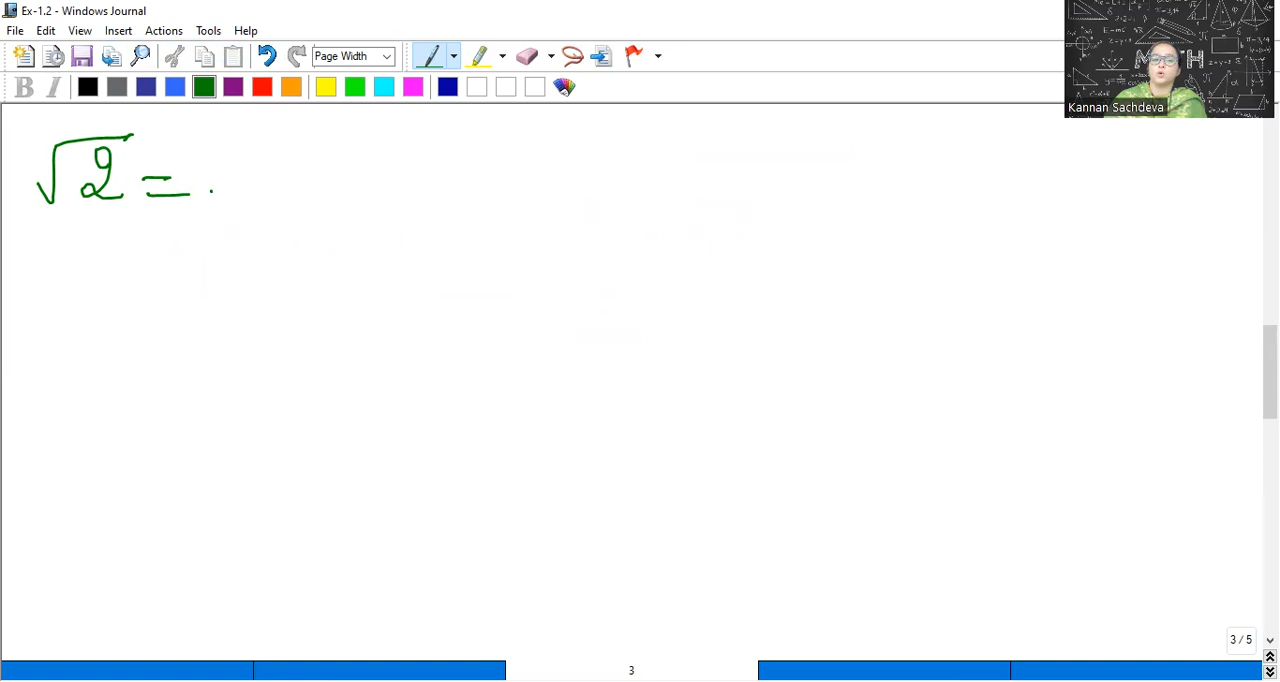 Ex-1.2 - Windows Journal
File Edit View Insert Actions Tools Help
Page Width
B I
MATH
Kannan Sachdeva
√2 = .
3 / 5
3